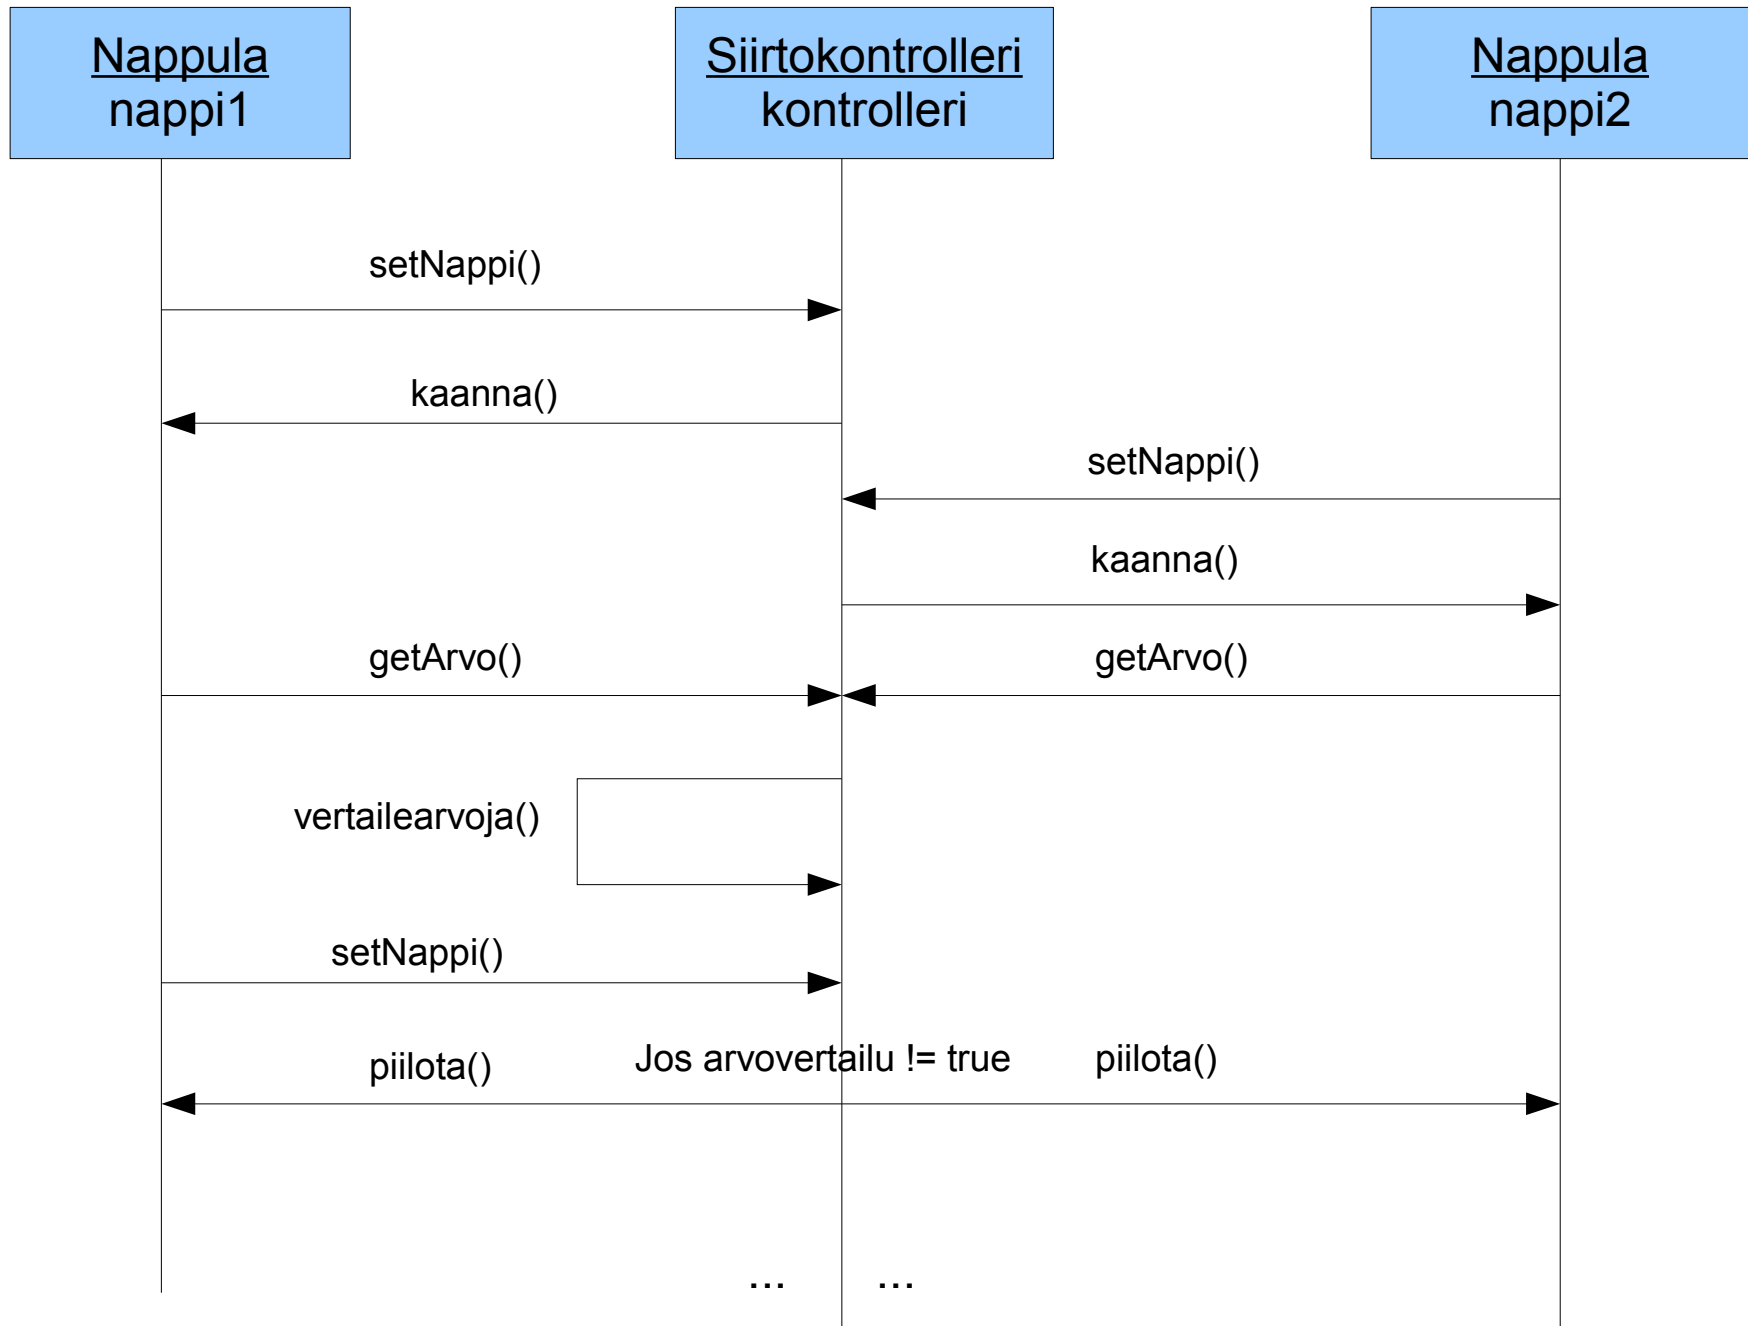 Nappula
nappi1
Siirtokontrolleri
kontrolleri
Nappula
nappi2
setNappi()
kaanna()
setNappi()
kaanna()
getArvo()
getArvo()
vertailearvoja()
setNappi()
piilota()
Jos arvovertailu != true
piilota()
...
...